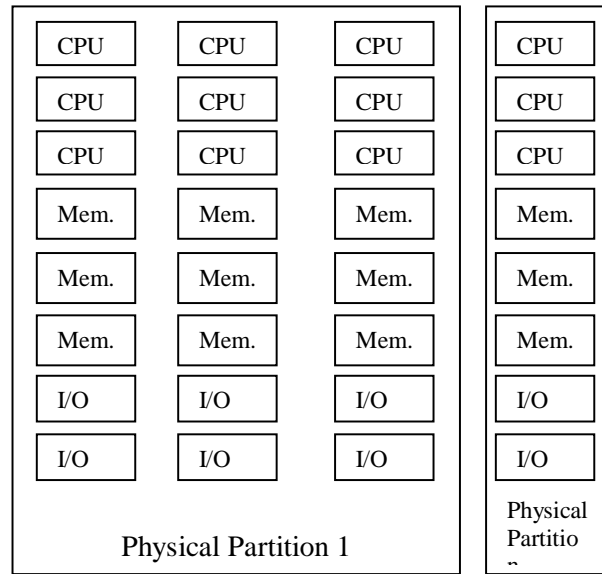 CPU CPU CPU CPU
CPU CPU CPU CPU
CPU CPU CPU CPU
Mem. Mem. Mem. Mem.
Mem. Mem. Mem. Mem.
Mem. Mem. Mem. Mem.
I/O I/O I/O I/O
I/O I/O I/O I/O
Physical Partition 1
Physical
Partitio
n